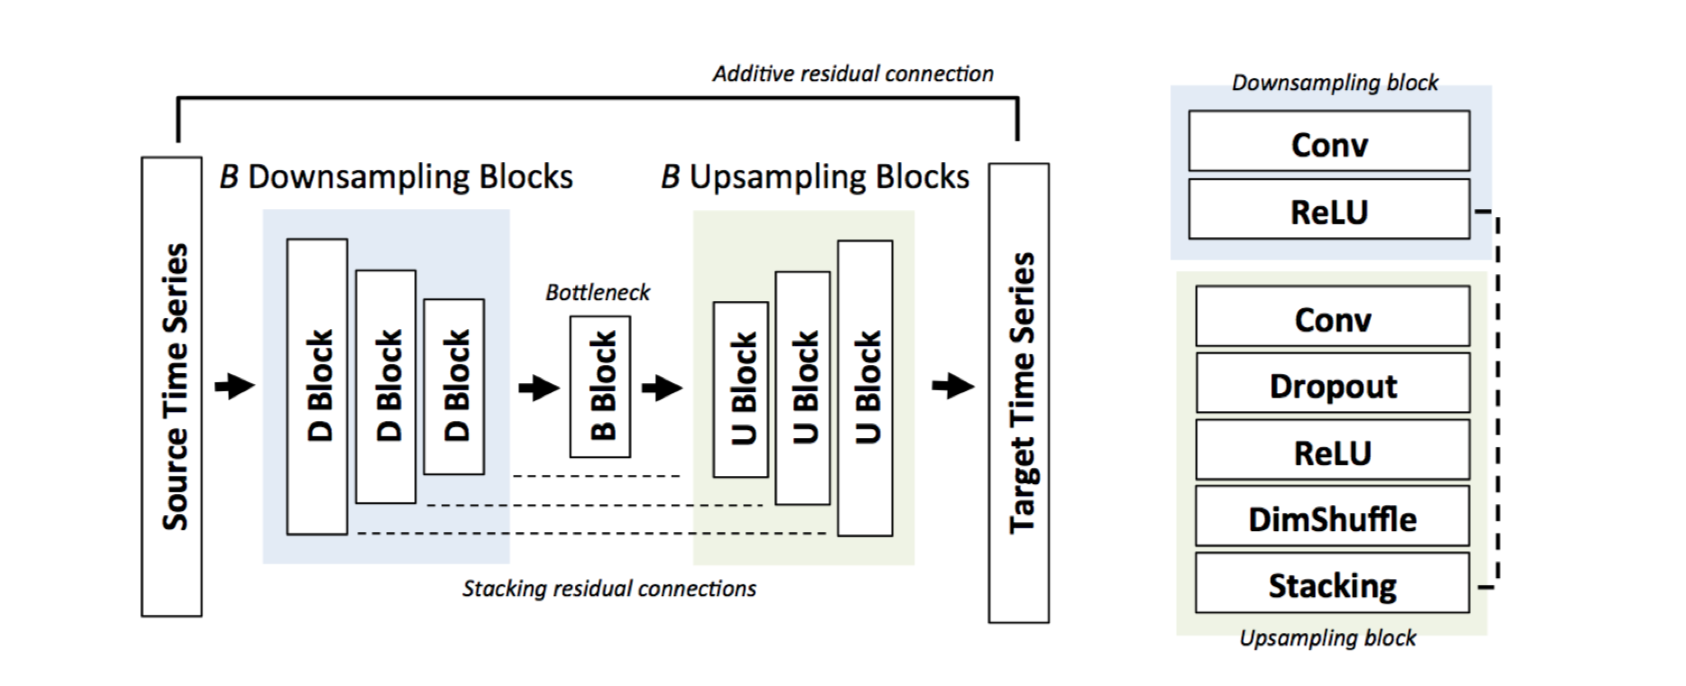 Additive residual connection
B Downsampling Blocks
B Upsampling Blocks
Source Time Series
D Block
D Block
D Block
Bottleneck
B Block
U Block
U Block
U Block
Target Time Series
Stacking residual connections
Downsampling block
Conv
ReLU
Conv
Dropout
ReLU
DimShuffle
Stacking
Upsampling block